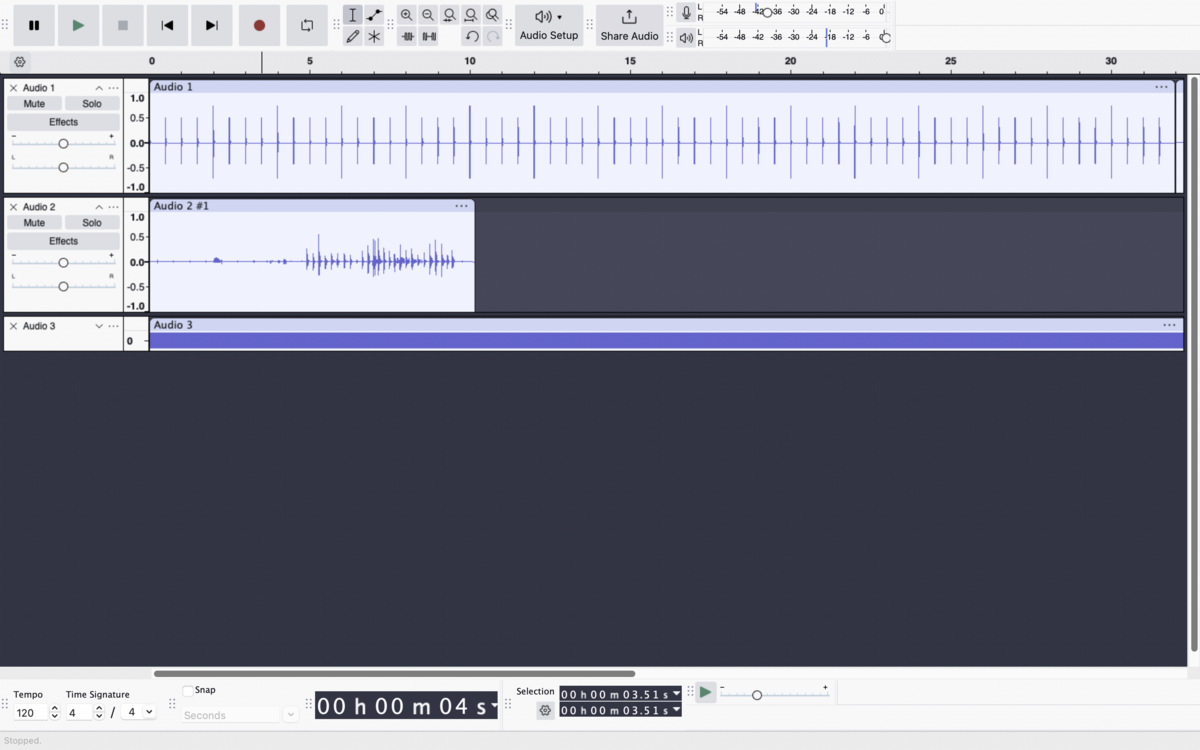 L -54 -48 -42 -36 -30 -24 -18 -12 -6 0
R
Audio Setup
Share Audio
L -54 -48 -42 -36 -30 -24 -18 -12 -6 0
R
0 5 10 15 20 25 30
Audio 1
Mute Solo
Effects
- +
L R
1.0
0.5
0.0
-0.5
-1.0
Audio 1
Audio 2
Mute Solo
Effects
- +
L R
1.0
0.5
0.0
-0.5
-1.0
Audio 2 #1
Audio 3
0
Audio 3
Tempo
120
Time Signature
4 / 4
Snap
Seconds
00 h 00 m 04 s
Selection
00 h 00 m 03.51 s
00 h 00 m 03.51 s
- +
Stopped.